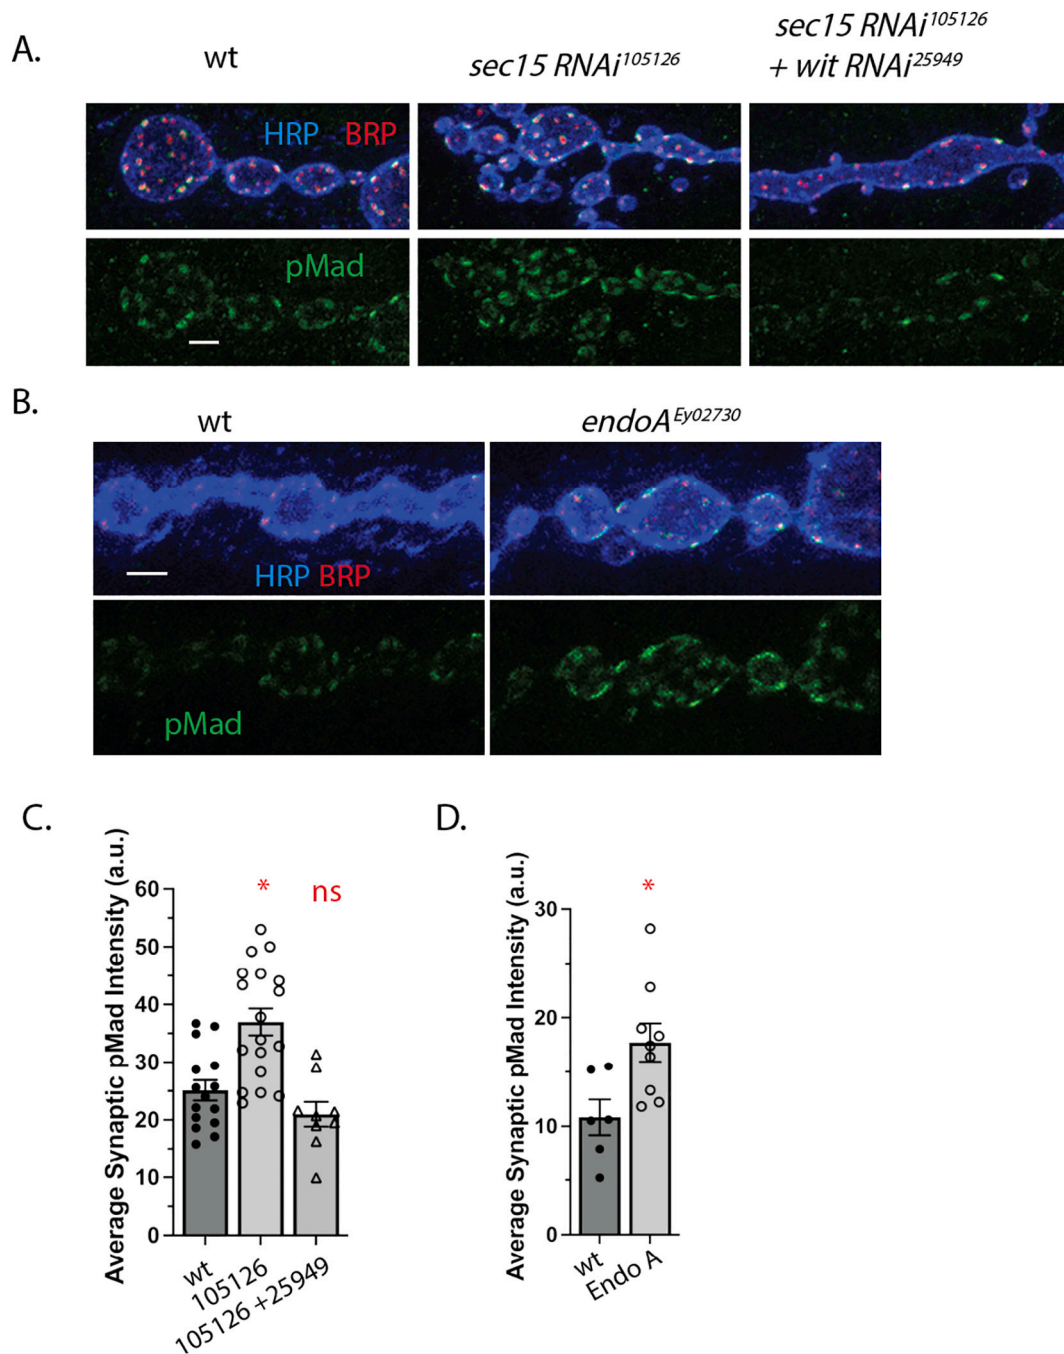 A.
wt
sec15 RNAi105126
sec15 RNAi105126
+ wit RNAi25949
HRP BRP
pMad
B.
wt
endoAEy02730
HRP BRP
pMad
C.
Average Synaptic pMad Intensity (a.u.)
60
50
40
30
20
10
0
*
ns
wt
105126
105126 +25949
D.
Average Synaptic pMad Intensity (a.u.)
30
20
10
0
*
wt
Endo A